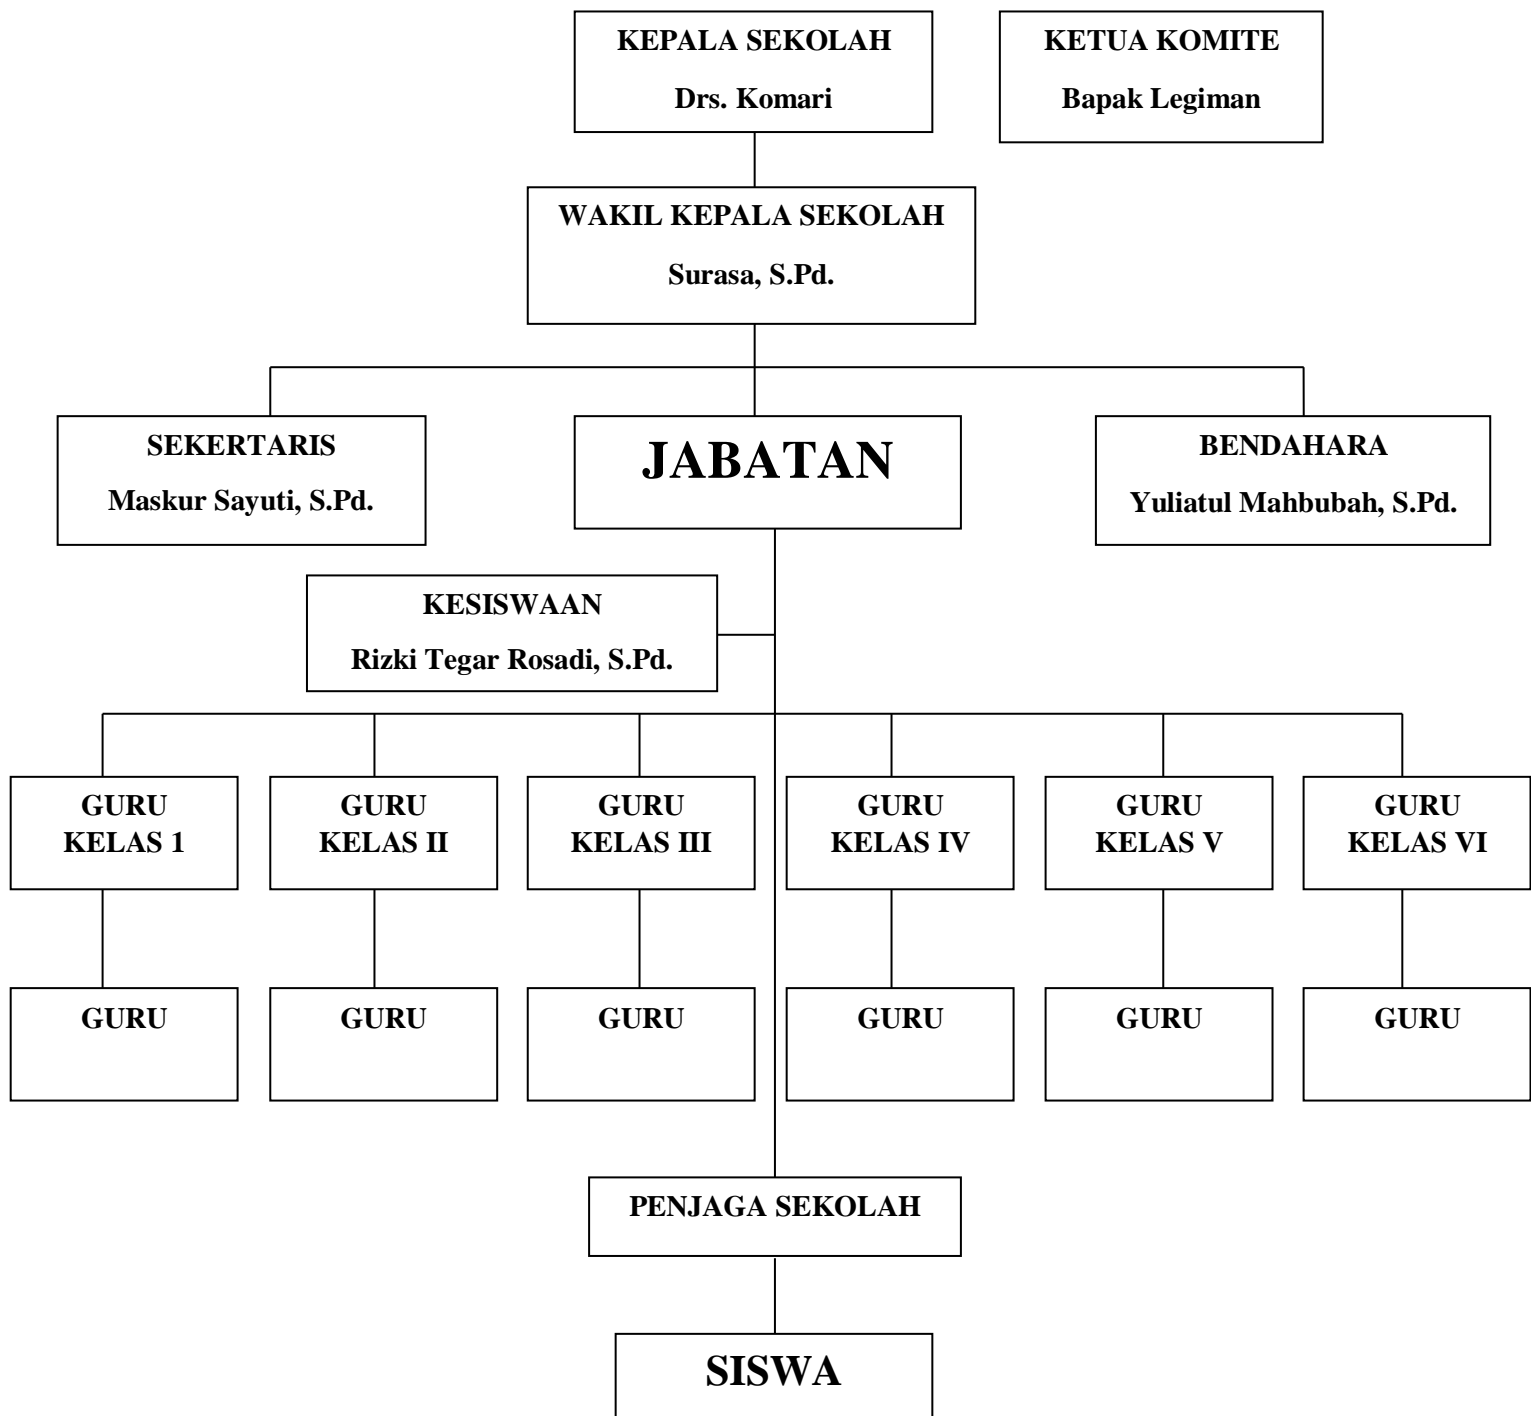 KEPALA SEKOLAH
Drs. Komari
KETUA KOMITE
Bapak Legiman
WAKIL KEPALA SEKOLAH
Surasa, S.Pd.
SEKERTARIS
Maskur Sayuti, S.Pd.
JABATAN
BENDAHARA
Yuliatul Mahbubah, S.Pd.
KESISWAAN
Rizki Tegar Rosadi, S.Pd.
GURU
KELAS 1
GURU
KELAS II
GURU
KELAS III
GURU
KELAS IV
GURU
KELAS V
GURU
KELAS VI
GURU
GURU
GURU
GURU
GURU
GURU
PENJAGA SEKOLAH
SISWA